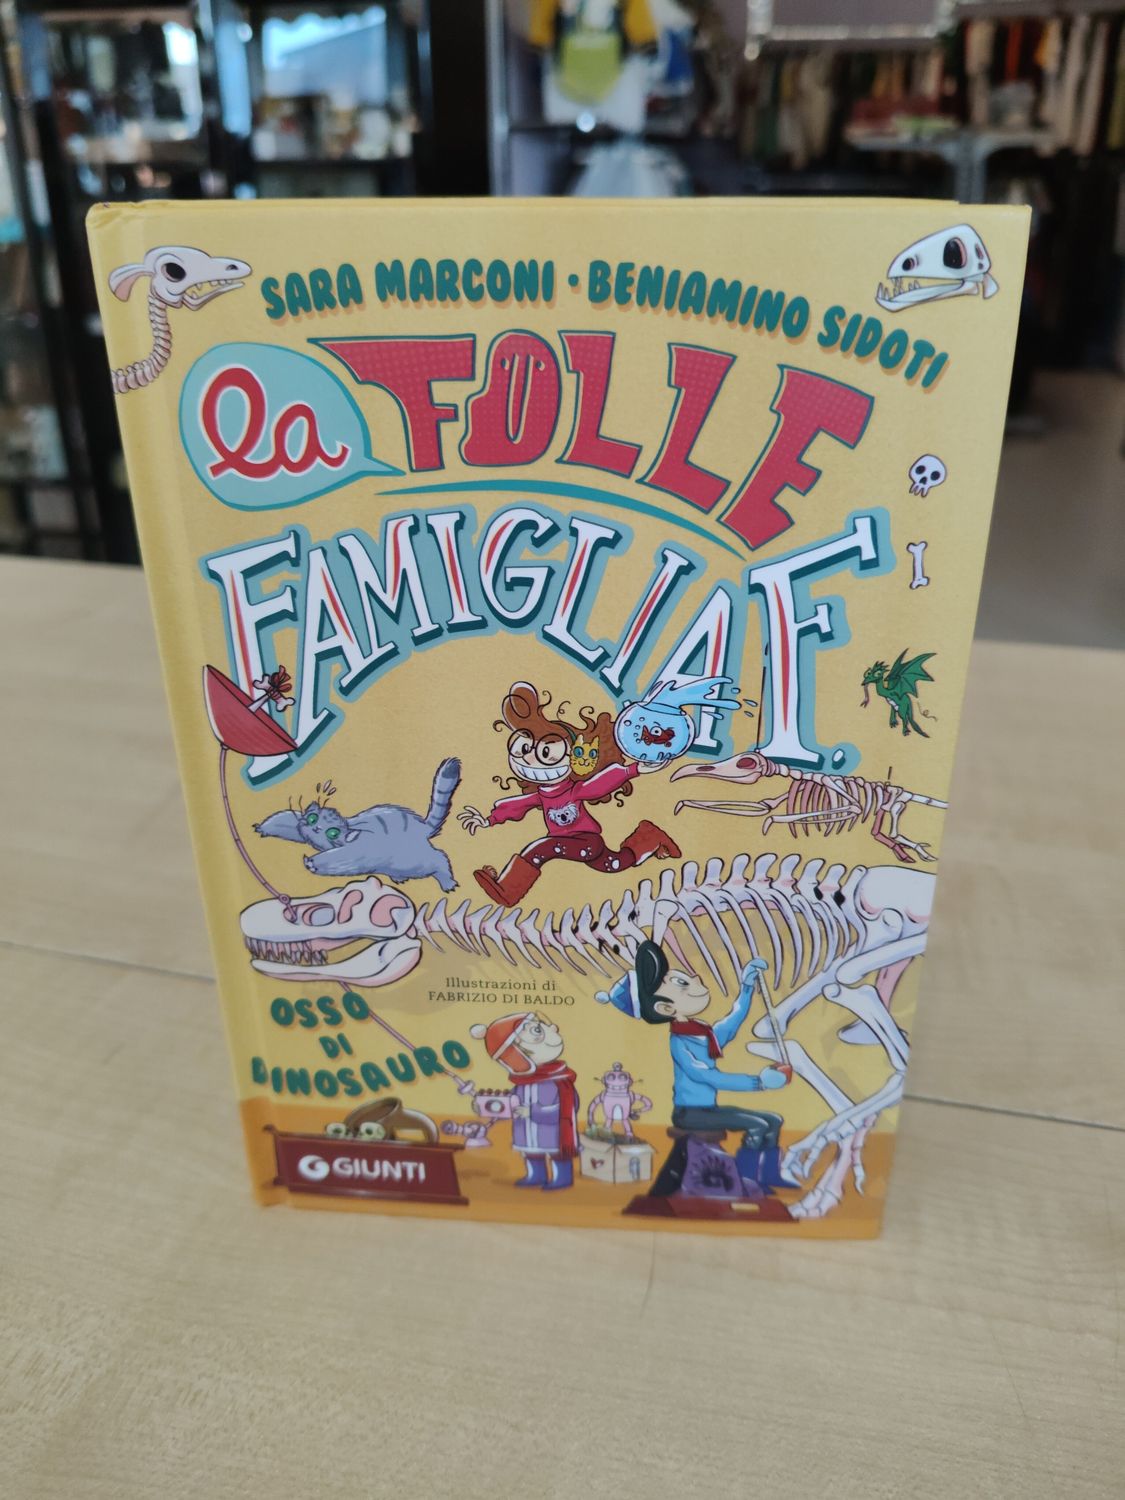 SARA MARCONI · BENIAMINO SIDOTI
la FOLLE
FAMIGLIA F.
Illustrazioni di
FABRIZIO DI BALDO
OSSO
DI
DINOSAURO
GIUNTI